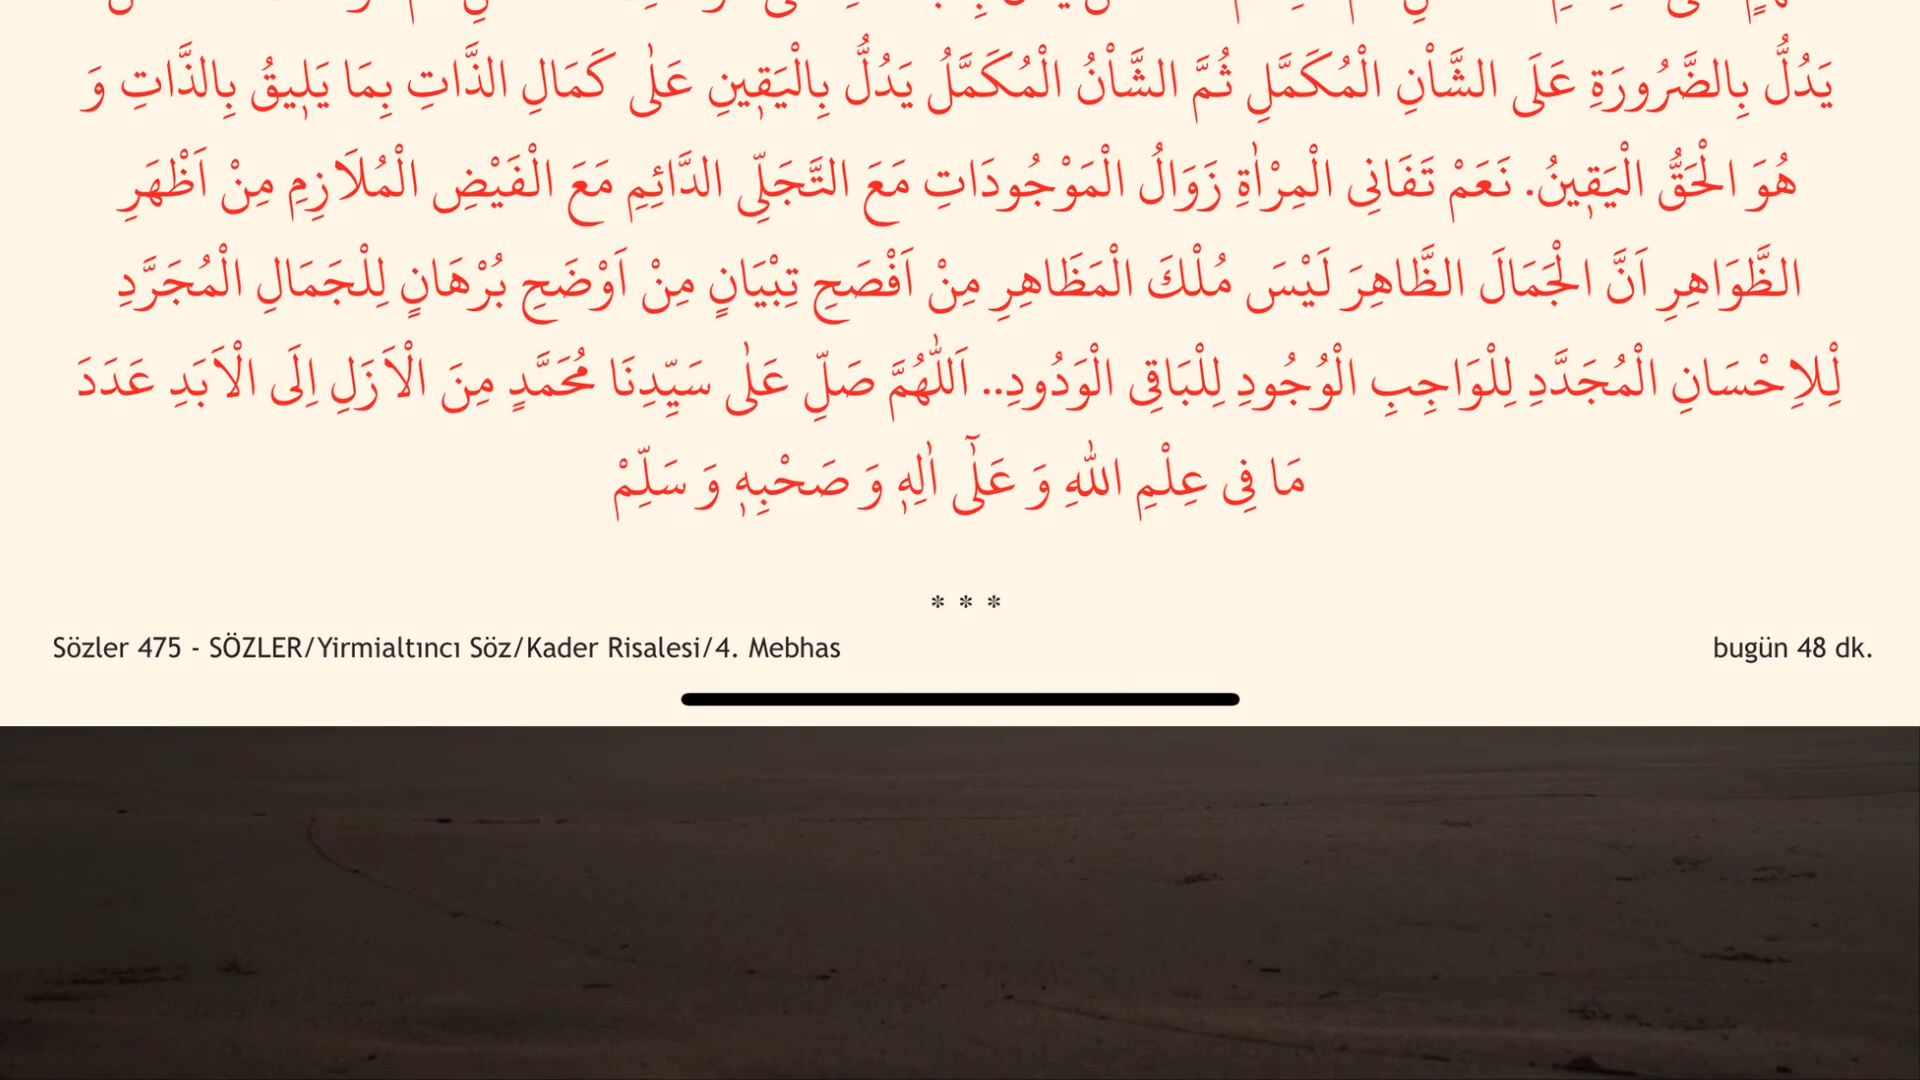 يَدُلُّ بِالضَّرُورَةِ عَلَى الشَّاْنِ الْمُكَمَّلِ ثُمَّ الشَّاْنُ الْمُكَمَّلُ يَدُلُّ بِالْيَقٖينِ عَلٰى كَمَالِ الذَّاتِ بِمَا يَلٖيقُ بِالذَّاتِ وَ
هُوَ الْحَقُّ الْيَقٖينُ. نَعَمْ تَفَانِى الْمِرْاٰةِ زَوَالُ الْمَوْجُودَاتِ مَعَ التَّجَلِّى الدَّائِمِ مَعَ الْفَيْضِ الْمُلَازِمِ مِنْ اَظْهَرِ
الظَّوَاهِرِ اَنَّ الْجَمَالَ الظَّاهِرَ لَيْسَ مُلْكَ الْمَظَاهِرِ مِنْ اَفْصَحِ تِبْيَانٍ مِنْ اَوْضَحِ بُرْهَانٍ لِلْجَمَالِ الْمُجَرَّدِ
لِْلاِحْسَانِ الْمُجَدَّدِ لِلْوَاجِبِ الْوُجُودِ لِلْبَاقِى الْوَدُودِ.. اَللّٰهُمَّ صَلِّ عَلٰى سَيِّدِنَا مُحَمَّدٍ مِنَ الْاَزَلِ اِلَى الْاَبَدِ عَدَدَ
مَا فِى عِلْمِ اللّٰهِ وَ عَلٰٓى اٰلِهٖ وَ صَحْبِهٖ وَ سَلِّمْ
* * *
Sözler 475 - SÖZLER/Yirmialtıncı Söz/Kader Risalesi/4. Mebhas
bugün 48 dk.